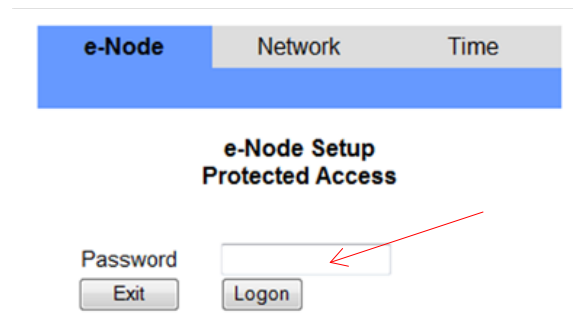 e-Node Network Time
e-Node Setup
Protected Access
Password
Exit Logon